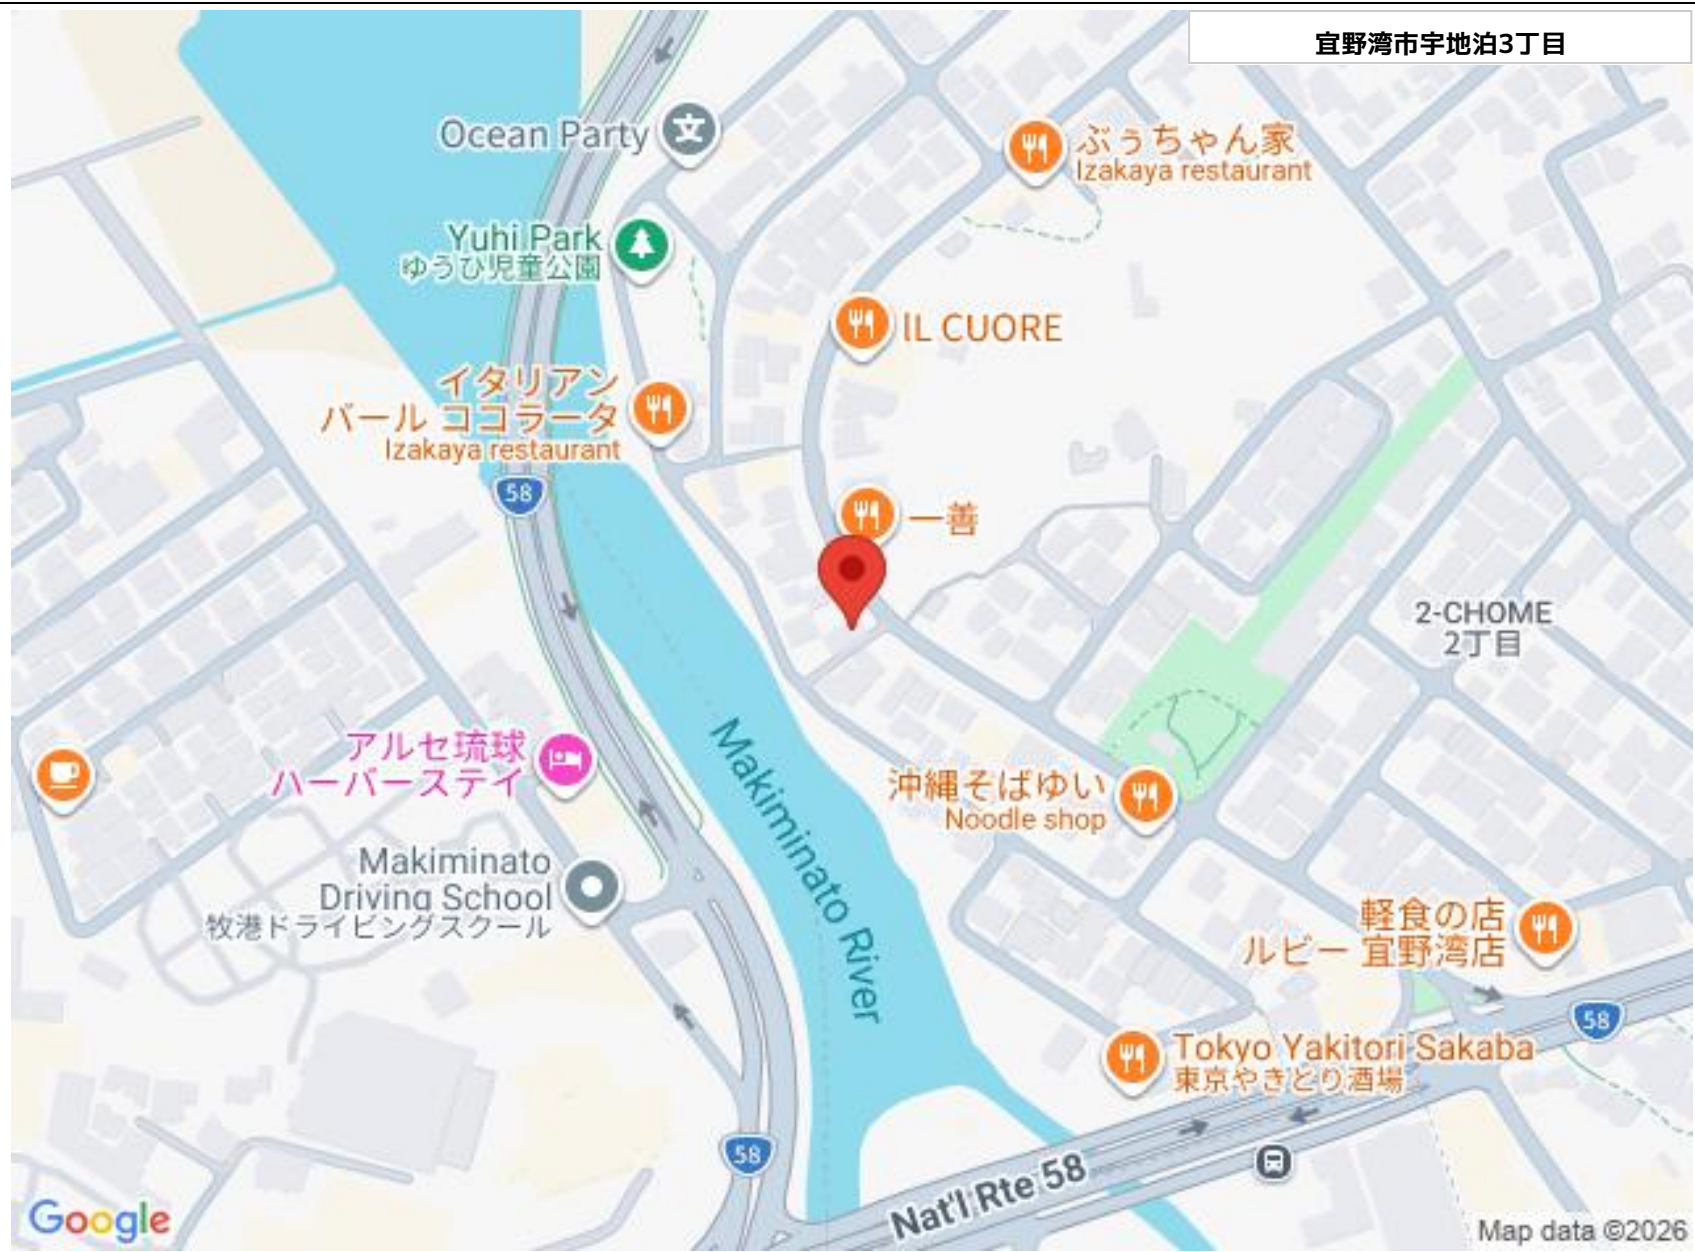 宜野湾市宇地泊3丁目
Ocean Party
ぶぅちゃん家
Izakaya restaurant
Yuhi Park
ゆうひ児童公園
IL CUORE
イタリアン
バール ココラータ
Izakaya restaurant
58
一善
2-CHOME
2丁目
アルセ琉球
ハーバーステイ
Makiminato River
沖縄そばゆい
Noodle shop
Makiminato
Driving School
牧港ドライビングスクール
軽食の店
ルビー 宜野湾店
58
Tokyo Yakitori Sakaba
東京やきとり酒場
58
Nat'l Rte 58
Google
Map data ©2026